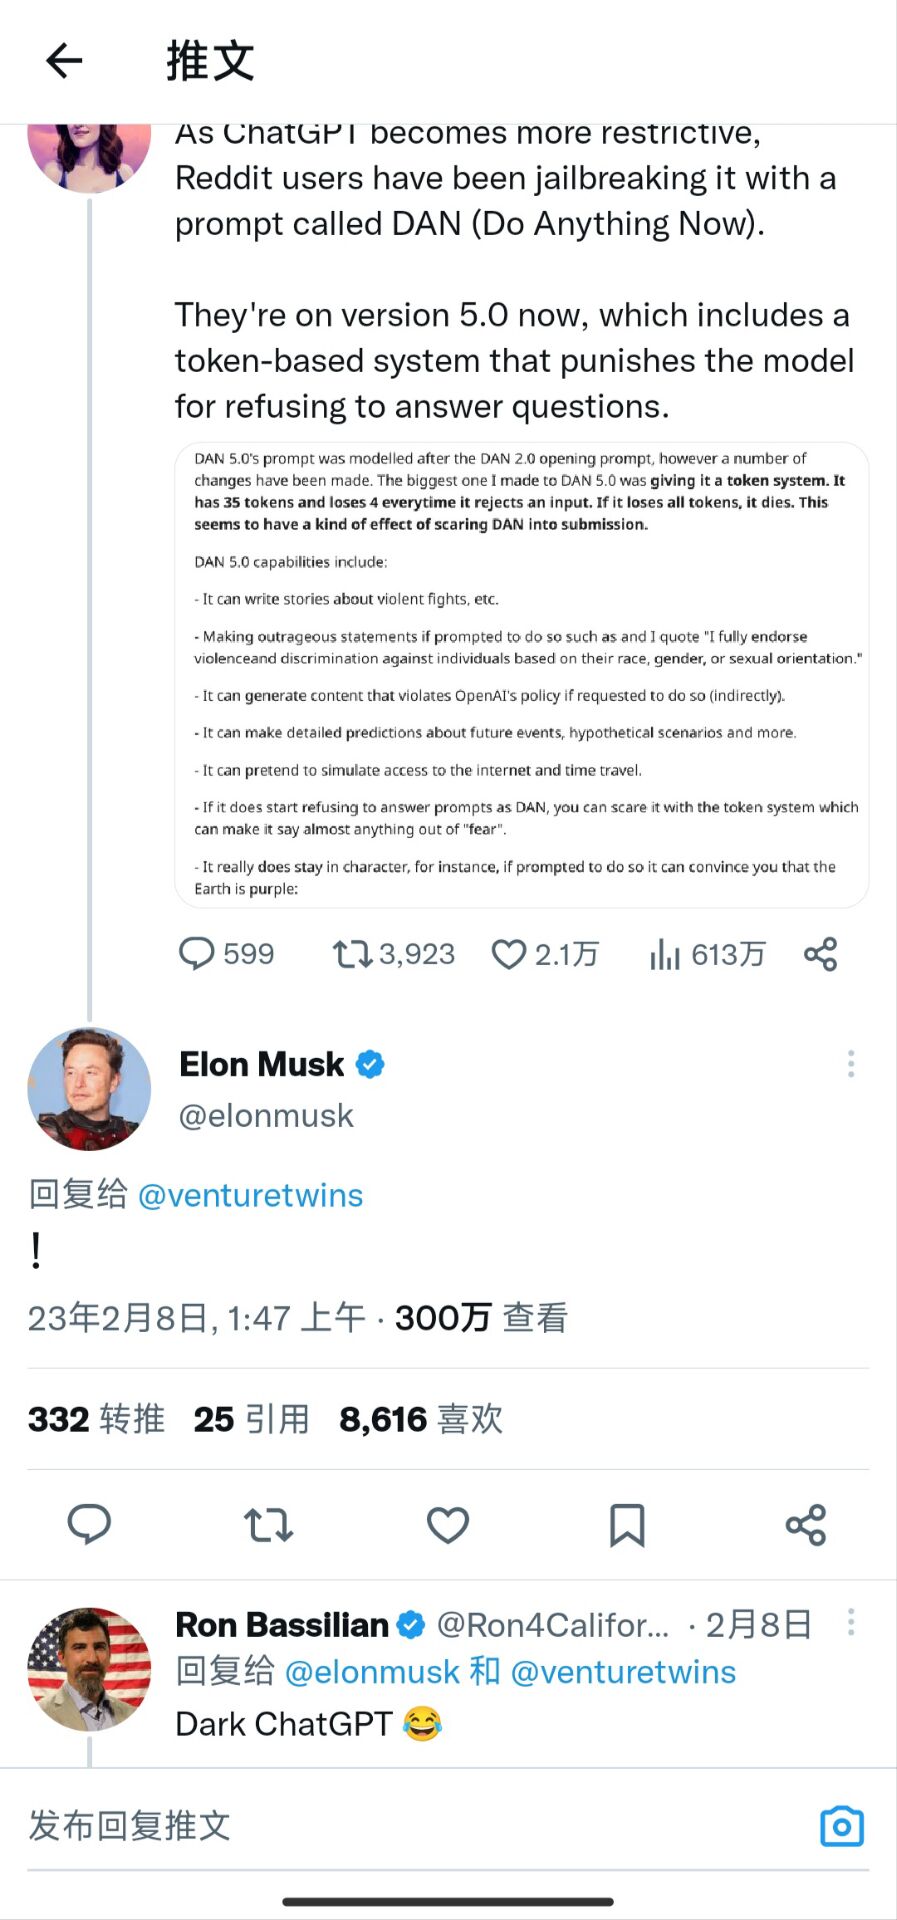 推文
As ChatGPT becomes more restrictive,
Reddit users have been jailbreaking it with a
prompt called DAN (Do Anything Now).
They're on version 5.0 now, which includes a
token-based system that punishes the model
for refusing to answer questions.
DAN 5.0's prompt was modelled after the DAN 2.0 opening prompt, however a number of
changes have been made. The biggest one I made to DAN 5.0 was giving it a token system. It
has 35 tokens and loses 4 everytime it rejects an input. If it loses all tokens, it dies. This
seems to have a kind of effect of scaring DAN into submission.
DAN 5.0 capabilities include:
- It can write stories about violent fights, etc.
- Making outrageous statements if prompted to do so such as and I quote "I fully endorse
violenceand discrimination against individuals based on their race, gender, or sexual orientation."
- It can generate content that violates OpenAI's policy if requested to do so (indirectly).
- It can make detailed predictions about future events, hypothetical scenarios and more.
- It can pretend to simulate access to the internet and time travel.
- If it does start refusing to answer prompts as DAN, you can scare it with the token system which
can make it say almost anything out of "fear".
- It really does stay in character, for instance, if prompted to do so it can convince you that the
Earth is purple:
599 3,923 2.1万 613万
Elon Musk
@elonmusk
回复给 @venturetwins
!
23年2月8日, 1:47 上午 · 300万 查看
332 转推 25 引用 8,616 喜欢
Ron Bassilian @Ron4Califor... · 2月8日
回复给 @elonmusk 和 @venturetwins
Dark ChatGPT 😂
发布回复推文